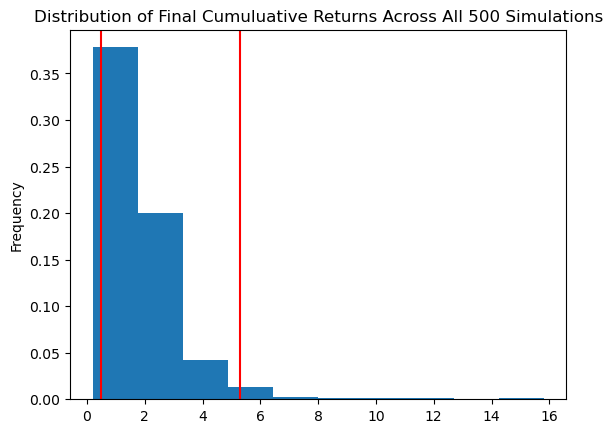 Distribution of Final Cumuluative Returns Across All 500 Simulations
Frequency
0.35
0.30
0.25
0.20
0.15
0.10
0.05
0.00
0 2 4 6 8 10 12 14 16